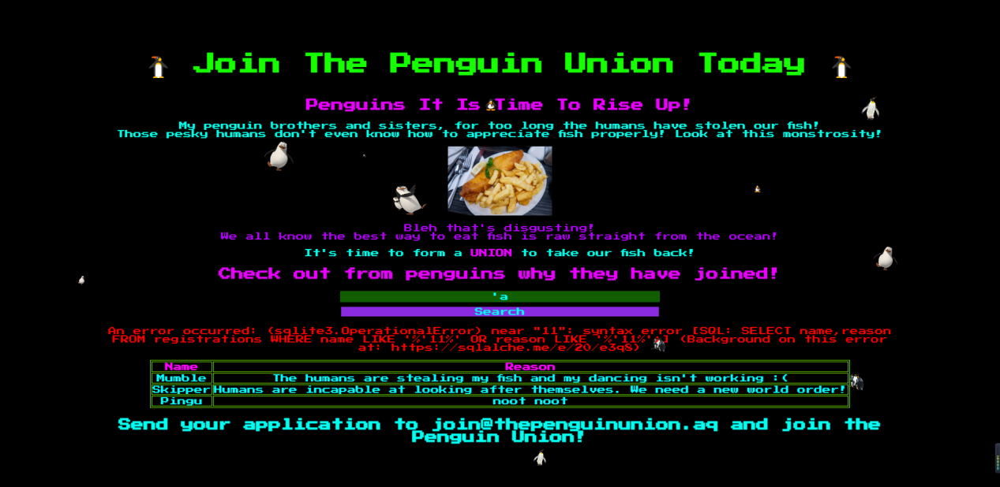 Join The Penguin Union Today
Penguins It Is Time To Rise Up!
My penguin brothers and sisters, for too long the humans have stolen our fish!
Those pesky humans don't even know how to appreciate fish properly! Look at this monstrosity!
Bleh that's disgusting!
We all know the best way to eat fish is raw straight from the ocean!
It's time to form a UNION to take our fish back!
Check out from penguins why they have joined!
'a
Search
An error occurred: (sqlite3.OperationalError) near "11": syntax error [SQL: SELECT name,reason
FROM registrations WHERE name LIKE '%'11%' OR reason LIKE '%'11%'] (Background on this error
at: https://sqlalche.me/e/20/e3q8)
Name Reason
Mumble The humans are stealing my fish and my dancing isn't working :(
Skipper Humans are incapable at looking after themselves. We need a new world order!
Pingu noot noot
Send your application to join@thepenguinunion.aq and join the
Penguin Union!